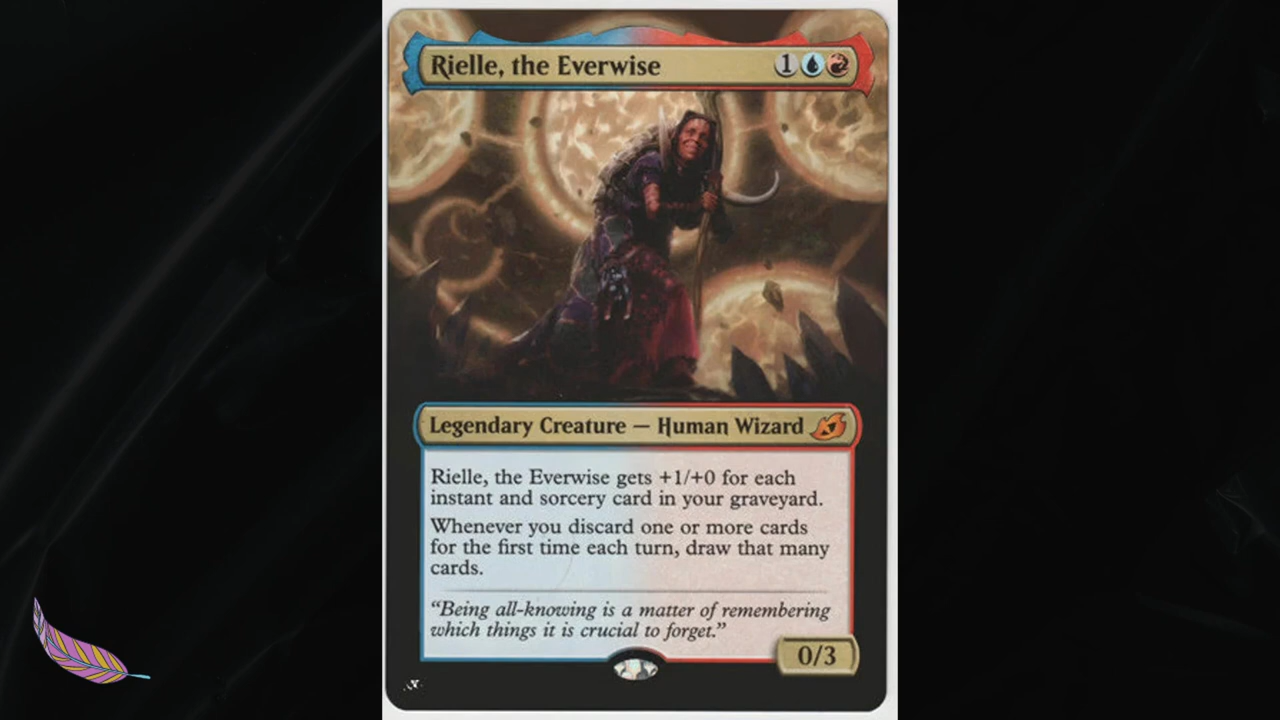 Rielle, the Everwise 1
Legendary Creature — Human Wizard
Rielle, the Everwise gets +1/+0 for each
instant and sorcery card in your graveyard.
Whenever you discard one or more cards
for the first time each turn, draw that many
cards.
“Being all-knowing is a matter of remembering
which things it is crucial to forget.”
0/3